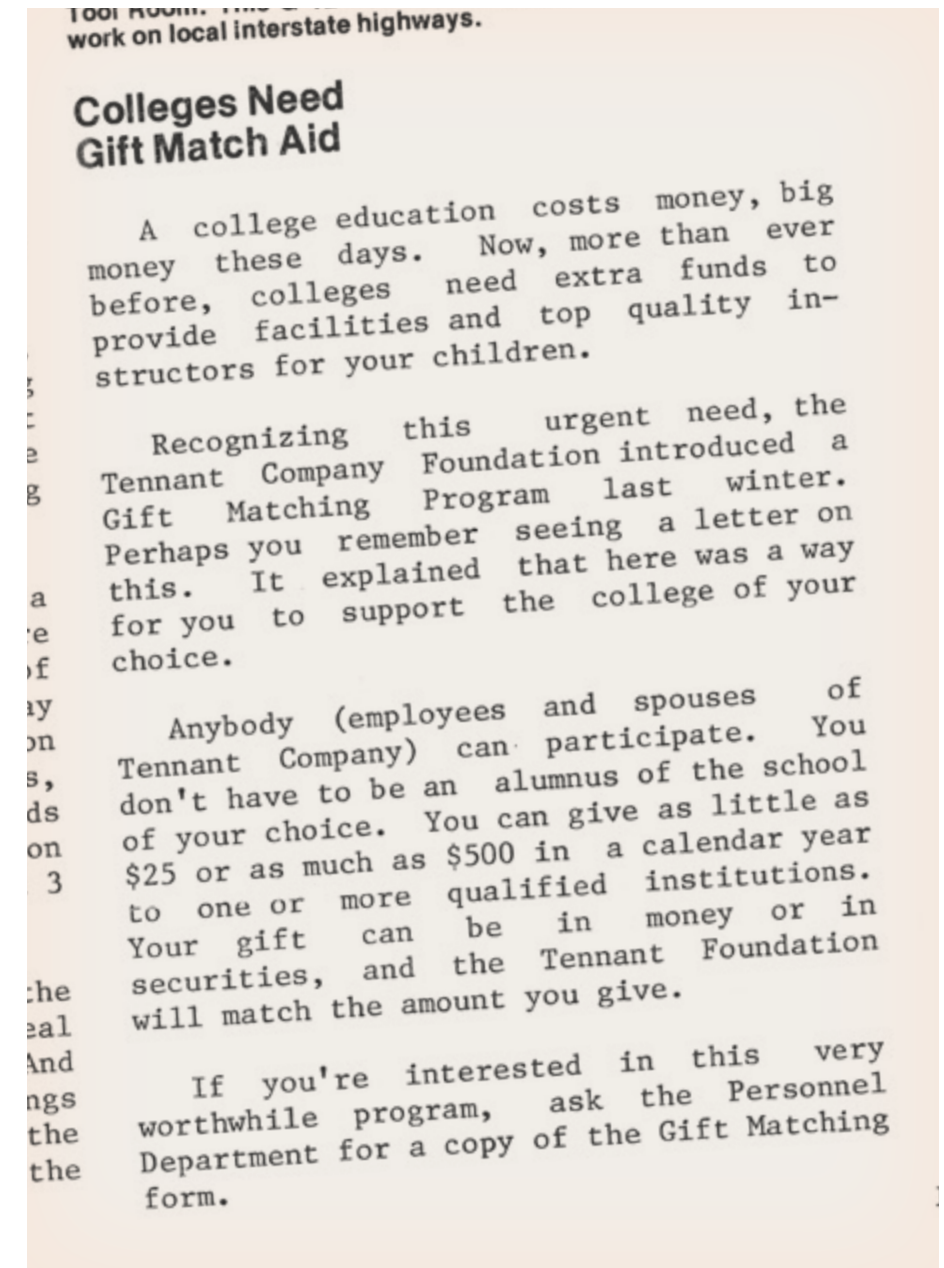 Tool Room. This
work on local interstate highways.
Colleges Need
Gift Match Aid
A college education costs money, big
money these days. Now, more than ever
before, colleges need extra funds to
provide facilities and top quality in-
structors for your children.
Recognizing this urgent need, the
Tennant Company Foundation introduced a
Gift Matching Program last winter.
Perhaps you remember seeing a letter on
this. It explained that here was a way
for you to support the college of your
choice.
Anybody (employees and spouses of
Tennant Company) can participate. You
don't have to be an alumnus of the school
of your choice. You can give as little as
$25 or as much as $500 in a calendar year
to one or more qualified institutions.
Your gift can be in money or in
securities, and the Tennant Foundation
will match the amount you give.
If you're interested in this very
worthwhile program, ask the Personnel
Department for a copy of the Gift Matching
form.